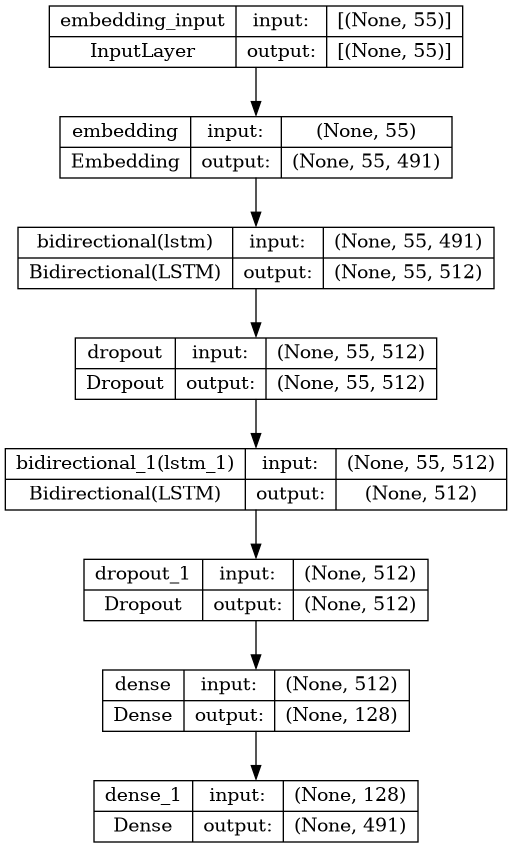 embedding_input input: [(None, 55)]
InputLayer output: [(None, 55)]
embedding input: (None, 55)
Embedding output: (None, 55, 491)
bidirectional(lstm) input: (None, 55, 491)
Bidirectional(LSTM) output: (None, 55, 512)
dropout input: (None, 55, 512)
Dropout output: (None, 55, 512)
bidirectional_1(lstm_1) input: (None, 55, 512)
Bidirectional(LSTM) output: (None, 512)
dropout_1 input: (None, 512)
Dropout output: (None, 512)
dense input: (None, 512)
Dense output: (None, 128)
dense_1 input: (None, 128)
Dense output: (None, 491)